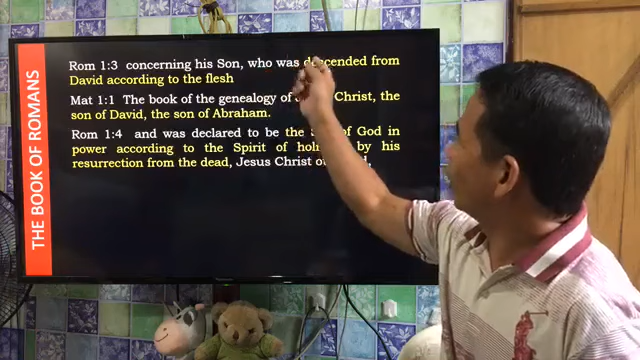 THE BOOK OF ROMANS
Rom 1:3 concerning his Son, who was descended from
David according to the flesh
Mat 1:1 The book of the genealogy of Christ, the
son of David, the son of Abraham.
Rom 1:4 and was declared to be the of God in
power according to the Spirit of by his
resurrection from the dead, Jesus Christ